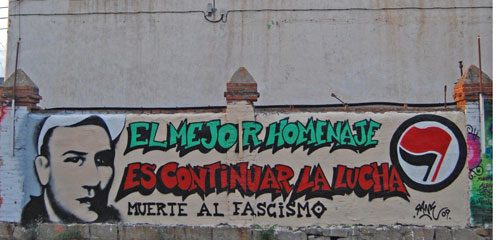 EL MEJOR HOMENAJE
ES CONTINUAR LA LUCHA
MUERTE AL FASCISMO